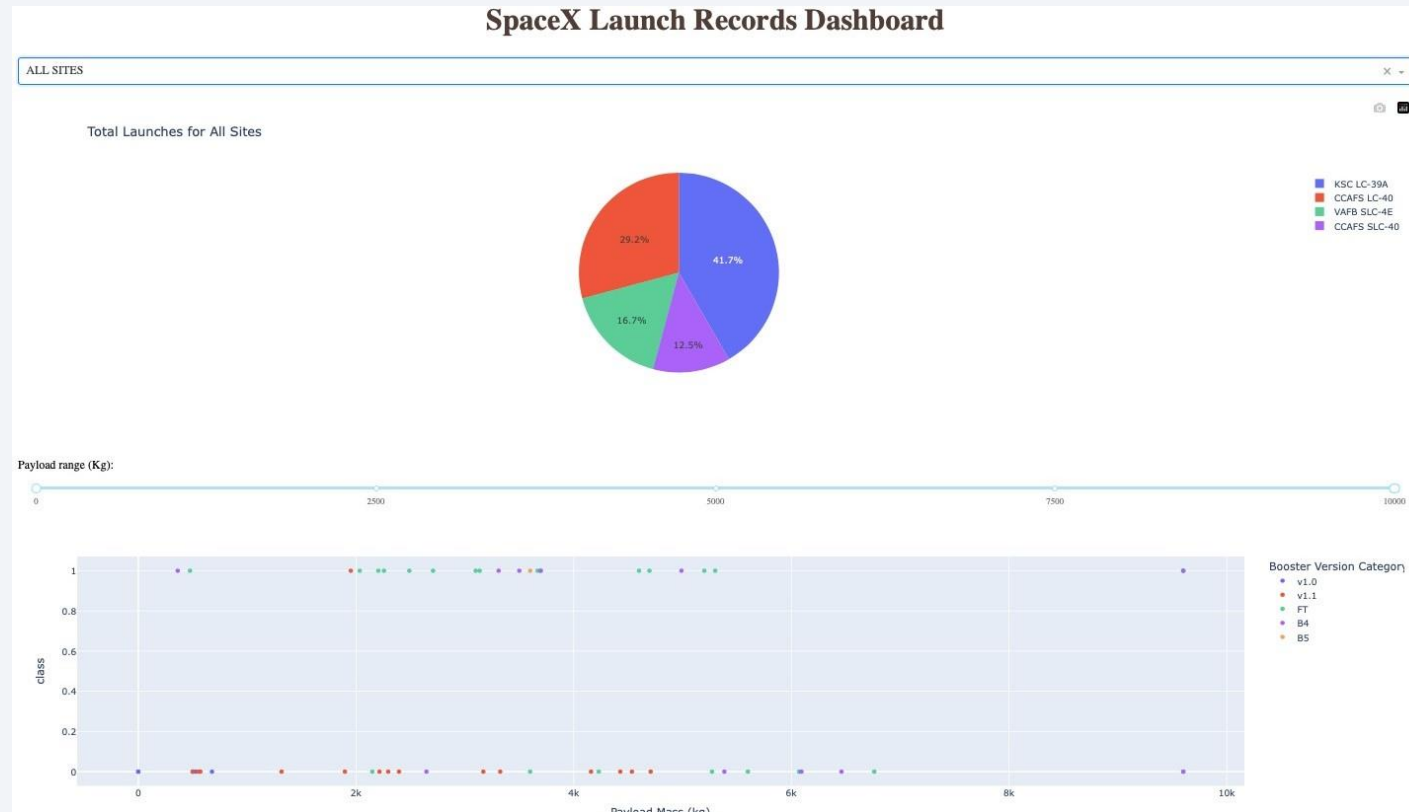 SpaceX Launch Records Dashboard
ALL SITES
Total Launches for All Sites
KSC LC-39A
CCAFS LC-40
VAFB SLC-4E
CCAFS SLC-40
29.2%
41.7%
16.7%
12.5%
Payload range (Kg):
0 2500 5000 7500 10000
Booster Version Category
v1.0
v1.1
FT
B4
B5
1
0.8
0.6
0.4
0.2
0
class
0 2k 4k 6k 8k 10k
Payload Mass (kg)